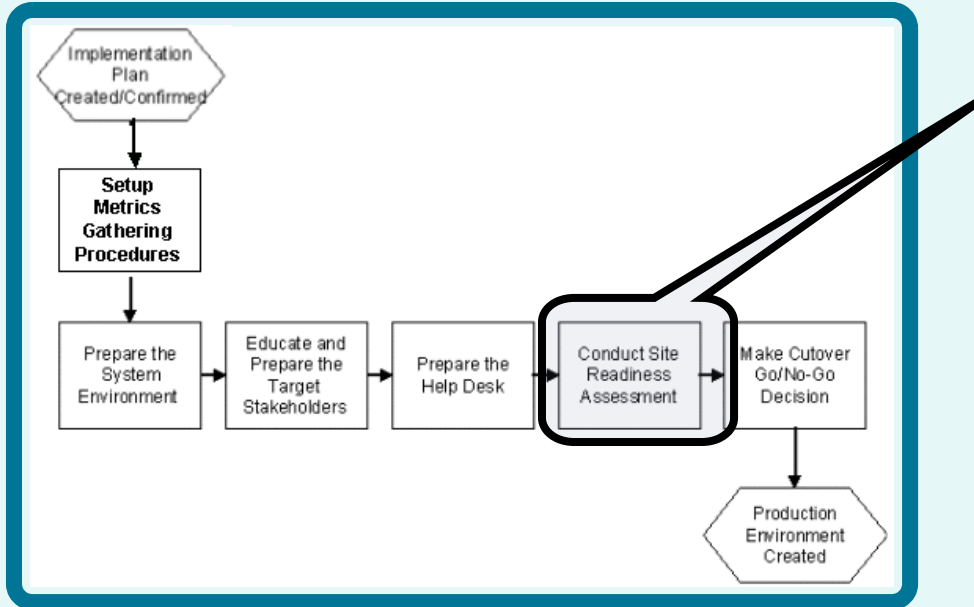 Implementation
Plan
Created/Confirmed
Setup
Metrics
Gathering
Procedures
Prepare the
System
Environment
Educate and
Prepare the
Target
Stakeholders
Prepare the
Help Desk
Conduct Site
Readiness
Assessment
Make Cutover
Go/No-Go
Decision
Production
Environment
Created